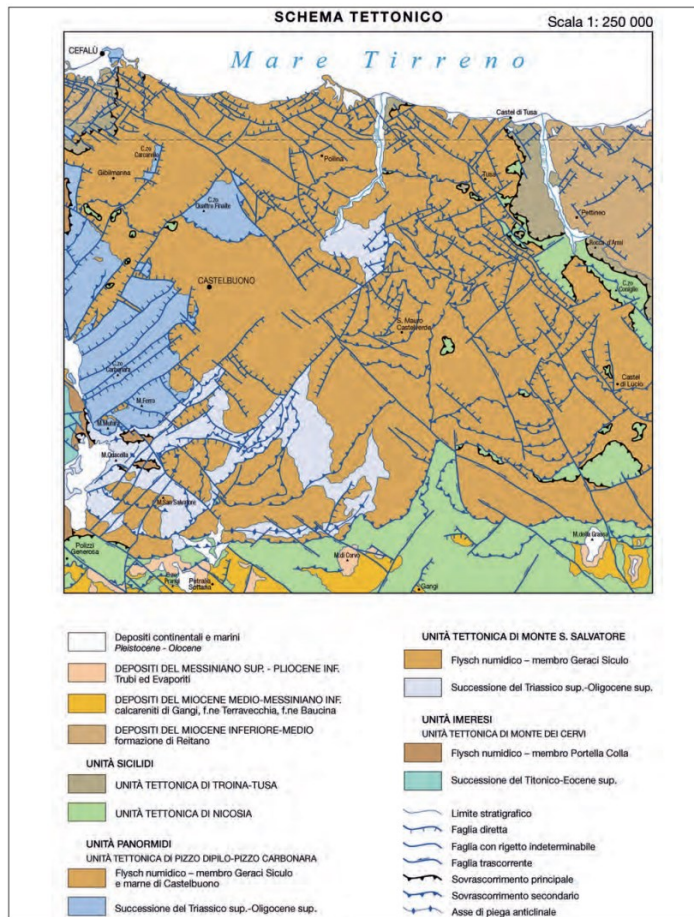 SCHEMA TETTONICO
Scala 1: 250 000
CEFALÙ
Mare Tirreno
Castel di Tusa
C.zo Carcarello
Pollina
Gibilmanna
Tusa
C.zo
Quattro Finaite
Pettineo
CASTELBUONO
S. Mauro
Castelverde
Castel
di Lucio
C.zo
Carbonara
M.Ferro
M.Quacella
M.San Salvatore
Polizzi
Generosa
Petralia
Sottana
M.di Corvo
Gangi
M.della Grassa
Depositi continentali e marini
Pleistocene - Olocene
DEPOSITI DEL MESSINIANO SUP. - PLIOCENE INF.
Trubi ed Evaporiti
DEPOSITI DEL MIOCENE MEDIO-MESSINIANO INF.
calcareniti di Gangi, f.ne Terravecchia, f.ne Baucina
DEPOSITI DEL MIOCENE INFERIORE-MEDIO
formazione di Reitano
UNITÀ SICILIDI
UNITÀ TETTONICA DI TROINA-TUSA
UNITÀ TETTONICA DI NICOSIA
UNITÀ PANORMIDI
UNITÀ TETTONICA DI PIZZO DIPILO-PIZZO CARBONARA
Flysch numidico – membro Geraci Siculo
e marne di Castelbuono
Successione del Triassico sup.-Oligocene sup.
UNITÀ TETTONICA DI MONTE S. SALVATORE
Flysch numidico – membro Geraci Siculo
Successione del Triassico sup.-Oligocene sup.
UNITÀ IMERESI
UNITÀ TETTONICA DI MONTE DEI CERVI
Flysch numidico – membro Portella Colla
Successione del Titonico-Eocene sup.
Limite stratigrafico
Faglia diretta
Faglia con rigetto indeterminabile
Faglia trascorrente
Sovrascorrimento principale
Sovrascorrimento secondario
Asse di piega anticlinale